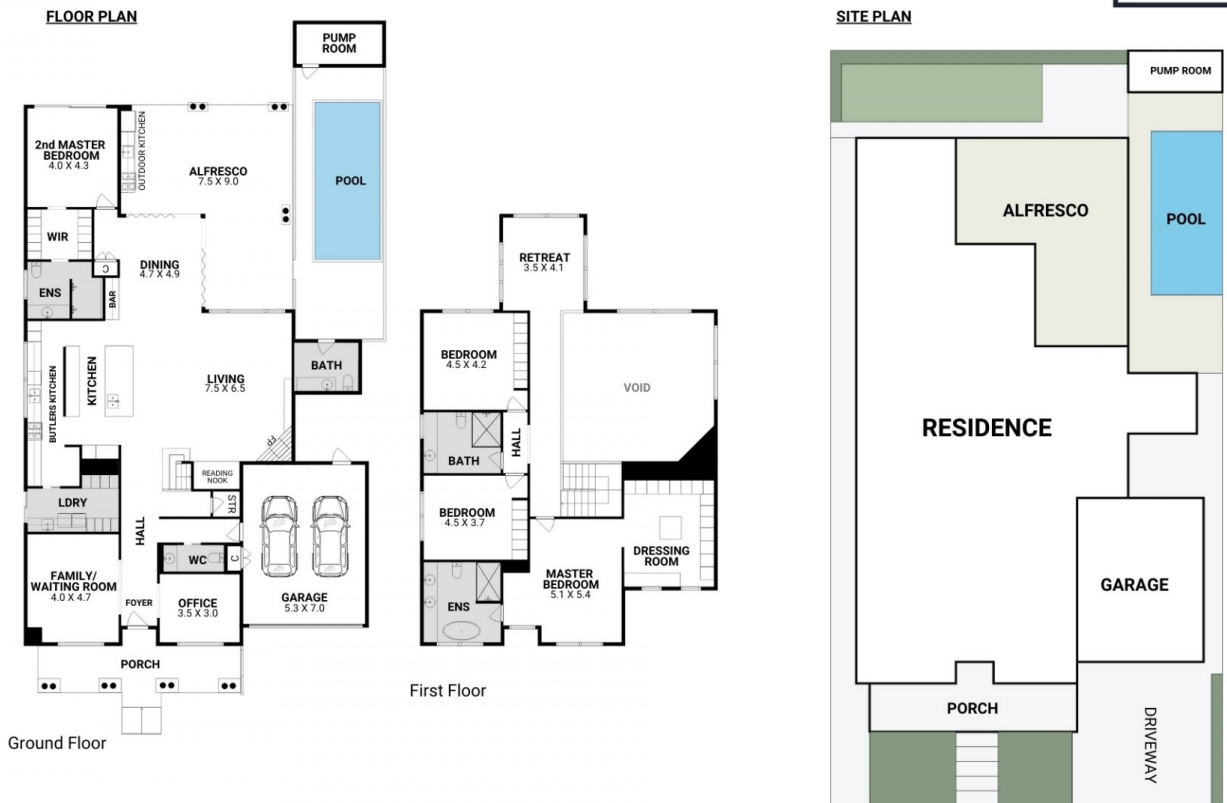 FLOOR PLAN
PUMP
ROOM
2nd MASTER
BEDROOM
4.0 X 4.3
OUTDOOR KITCHEN
ALFRESCO
7.5 X 9.0
POOL
WIR
DINING
4.7 X 4.9
C
ENS
BAR
KITCHEN
BUTLERS KITCHEN
LIVING
7.5 X 6.5
BATH
FP
READING
NOOK
LDRY
STR
HALL
WC
C
FAMILY/
WAITING ROOM
4.0 X 4.7
FOYER
OFFICE
3.5 X 3.0
GARAGE
5.3 X 7.0
PORCH
Ground Floor
RETREAT
3.5 X 4.1
BEDROOM
4.5 X 4.2
VOID
HALL
BATH
BEDROOM
4.5 X 3.7
DRESSING
ROOM
MASTER
BEDROOM
5.1 X 5.4
ENS
First Floor
SITE PLAN
PUMP ROOM
ALFRESCO
POOL
RESIDENCE
GARAGE
PORCH
DRIVEWAY